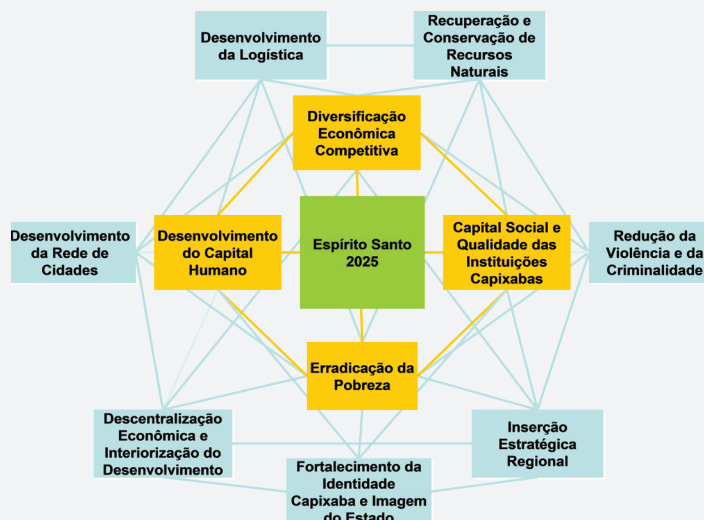 Desenvolvimento
da Logística
Recuperação e
Conservação de
Recursos
Naturais
Diversificação
Econômica
Competitiva
Desenvolvimento
da Rede de
Cidades
Desenvolvimento
do Capital
Humano
Espírito Santo
2025
Capital Social e
Qualidade das
Instituições
Capixabas
Redução da
Violência e da
Criminalidade
Erradicação da
Pobreza
Descentralização
Econômica e
Interiorização do
Desenvolvimento
Fortalecimento da
Identidade
Capixaba e Imagem
do Estado
Inserção
Estratégica
Regional